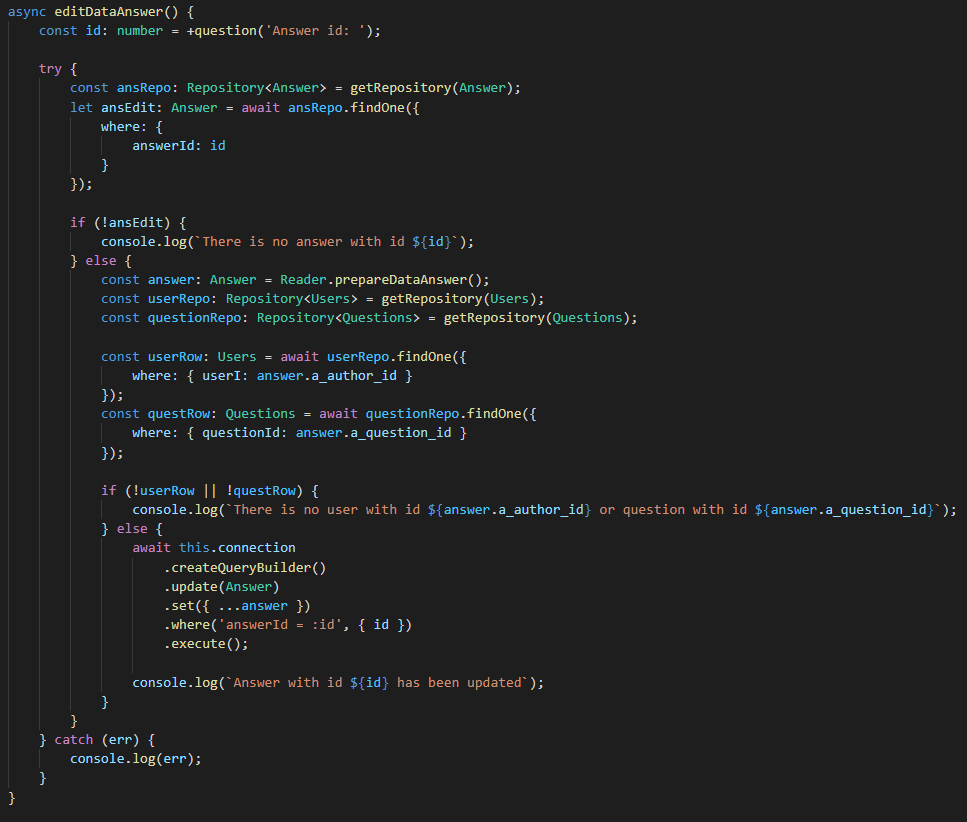 async editDataAnswer() {
    const id: number = +question('Answer id: ');

    try {
        const ansRepo: Repository<Answer> = getRepository(Answer);
        let ansEdit: Answer = await ansRepo.findOne({
            where: {
                answerId: id
            }
        });

        if (!ansEdit) {
            console.log(`There is no answer with id ${id}`);
        } else {
            const answer: Answer = Reader.prepareDataAnswer();
            const userRepo: Repository<Users> = getRepository(Users);
            const questionRepo: Repository<Questions> = getRepository(Questions);

            const userRow: Users = await userRepo.findOne({
                where: { userI: answer.a_author_id }
            });
            const questRow: Questions = await questionRepo.findOne({
                where: { questionId: answer.a_question_id }
            });

            if (!userRow || !questRow) {
                console.log(`There is no user with id ${answer.a_author_id} or question with id ${answer.a_question_id}`);
            } else {
                await this.connection
                    .createQueryBuilder()
                    .update(Answer)
                    .set({ ...answer })
                    .where('answerId = :id', { id })
                    .execute();

                console.log(`Answer with id ${id} has been updated`);
            }
        }
    } catch (err) {
        console.log(err);
    }
}